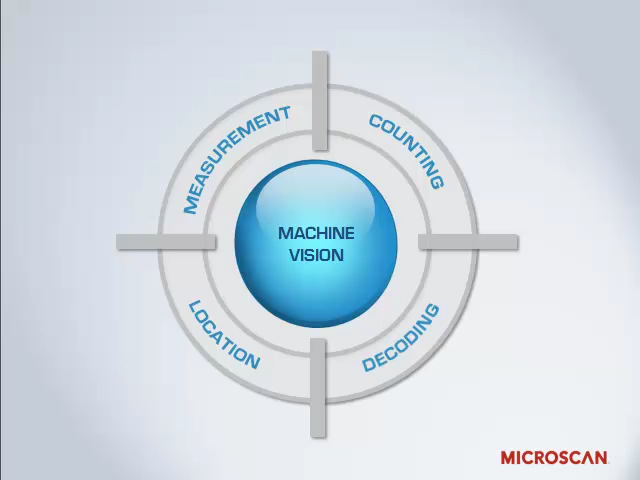 MEASUREMENT
COUNTING
MACHINE
VISION
LOCATION
DECODING
MICROSCAN